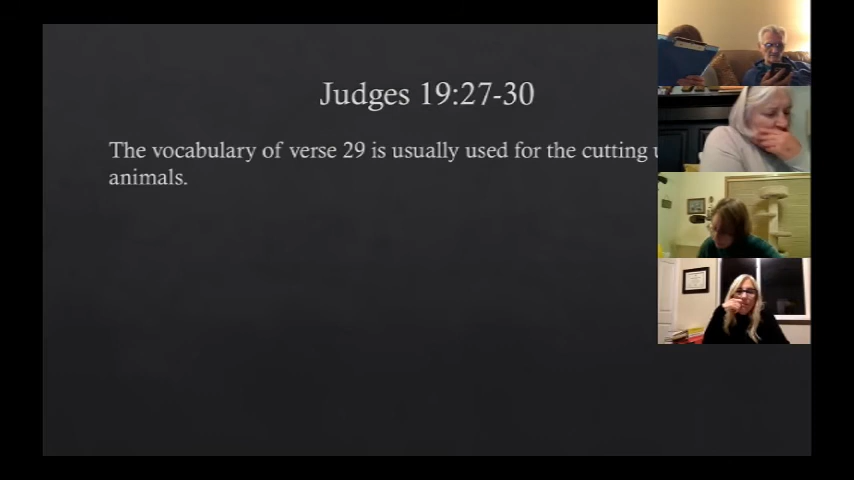 Judges 19:27-30
The vocabulary of verse 29 is usually used for the cutting
animals.